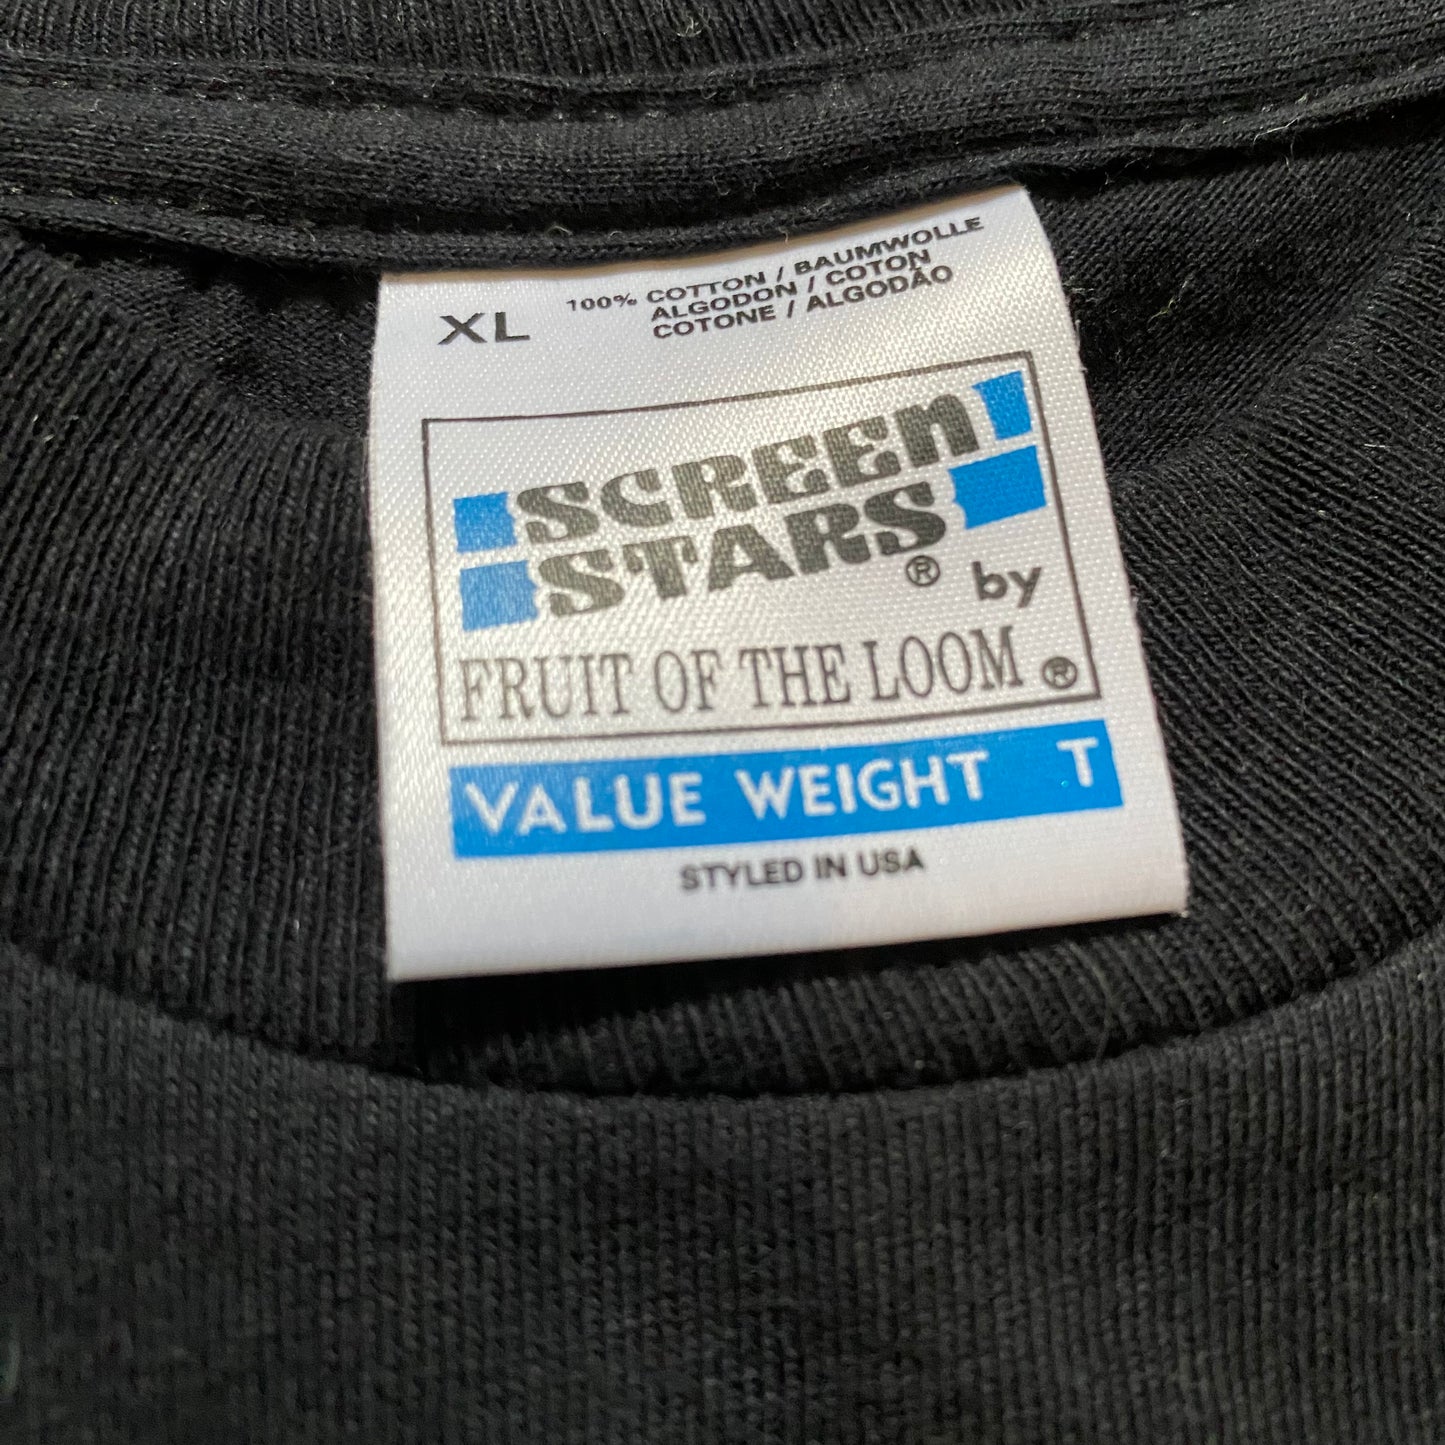 XL
100% COTTON / BAUMWOLLE
ALGODON / COTON
COTONE / ALGODÃO
SCREEN
STARS®
by
FRUIT OF THE LOOM®
VALUE WEIGHT T
STYLED IN USA